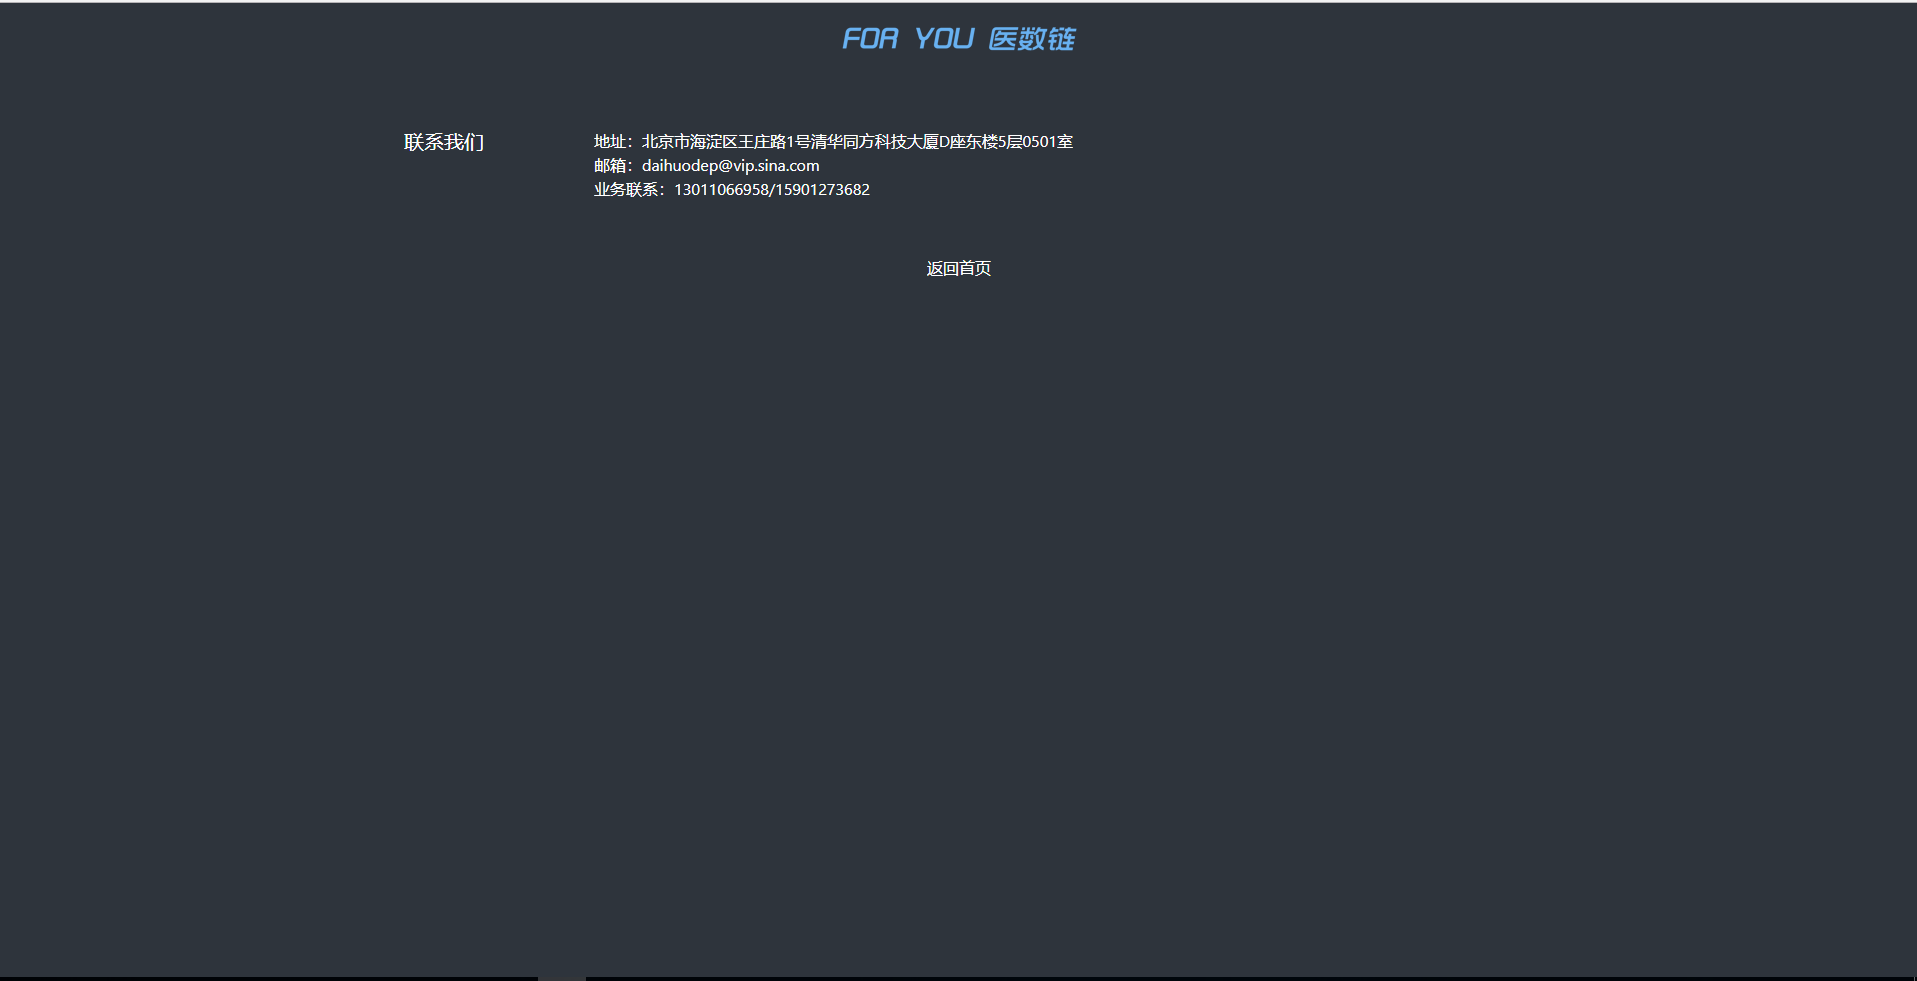 FOR YOU 医数链
联系我们
地址：北京市海淀区王庄路1号清华同方科技大厦D座东楼5层0501室
邮箱：daihuodep@vip.sina.com
业务联系：13011066958/15901273682
返回首页